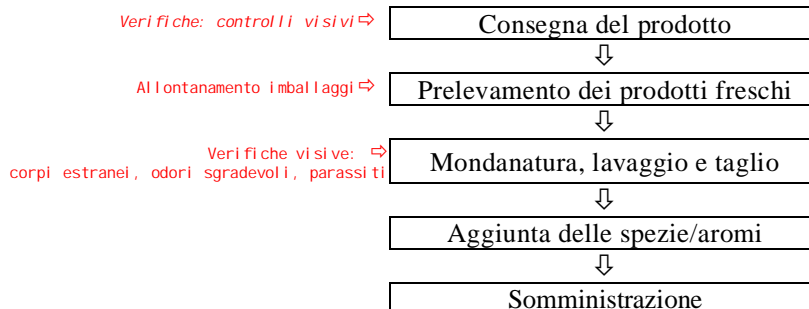 Verifiche: controlli visivi⇨ Consegna del prodotto
⇩
Allontanamento imballaggi⇨ Prelevamento dei prodotti freschi
⇩
Verifiche visive: ⇨
corpi estranei, odori sgradevoli, parassiti
Mondanatura, lavaggio e taglio
⇩
Aggiunta delle spezie/aromi
⇩
Somministrazione